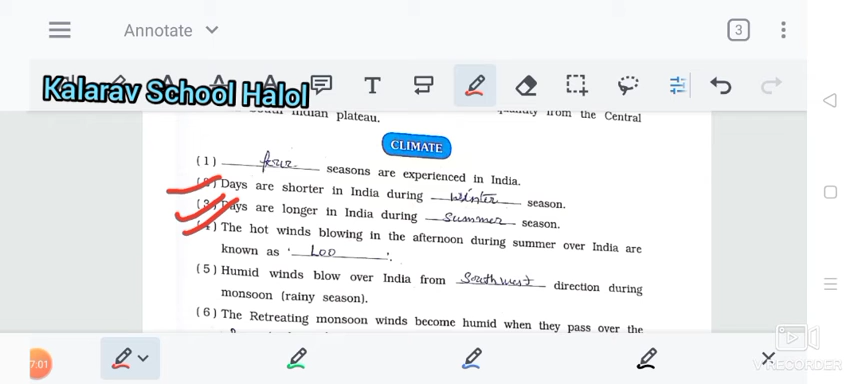 Annotate
3
Kalarav School Halol
T
South Indian plateau. quantity from the Central
CLIMATE
(1) four seasons are experienced in India.
(2) Days are shorter in India during winter season.
(3) Days are longer in India during summer season.
(4) The hot winds blowing in the afternoon during summer over India are
known as ' Loo '.
(5) Humid winds blow over India from Southwest direction during
monsoon (rainy season).
(6) The Retreating monsoon winds become humid when they pass over the
7:01
V RECORDER